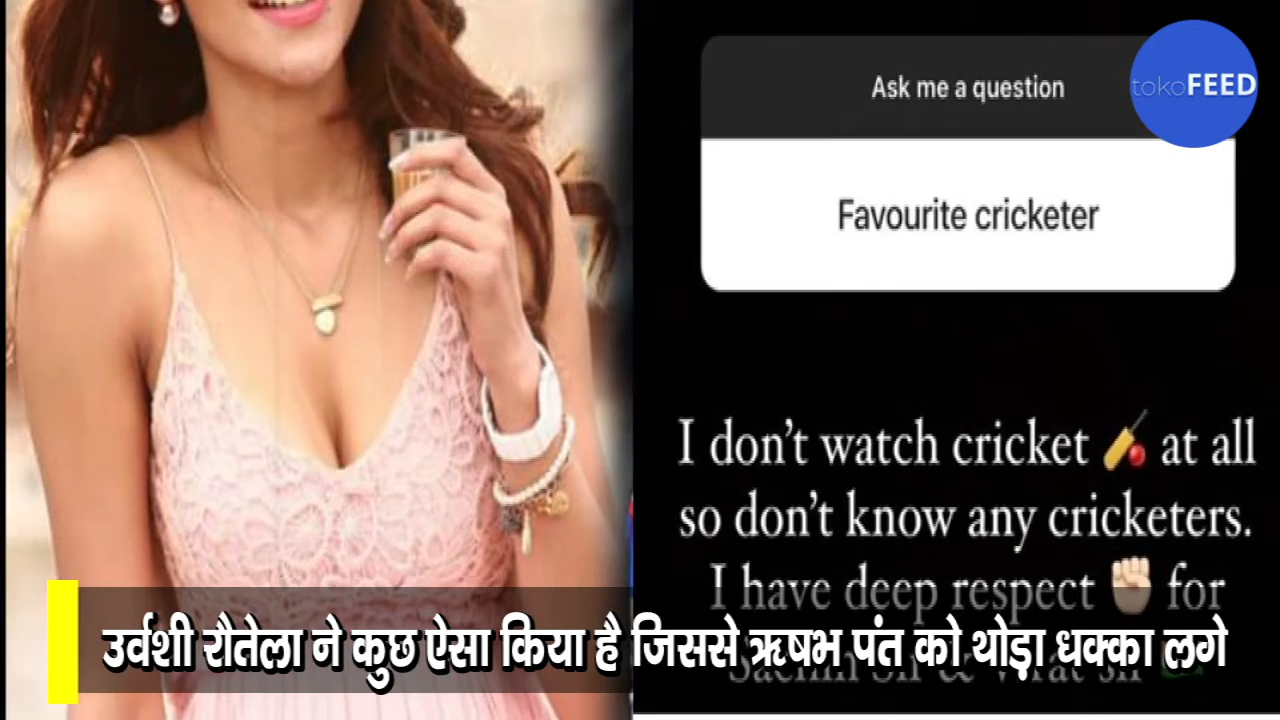 Ask me a question
tokoFEED
Favourite cricketer
I don't watch cricket 🏏 at all
so don't know any cricketers.
I have deep respect ✊🏻 for
उर्वशी रौतेला ने कुछ ऐसा किया है जिससे ऋषभ पंत को थोड़ा धक्का लगे